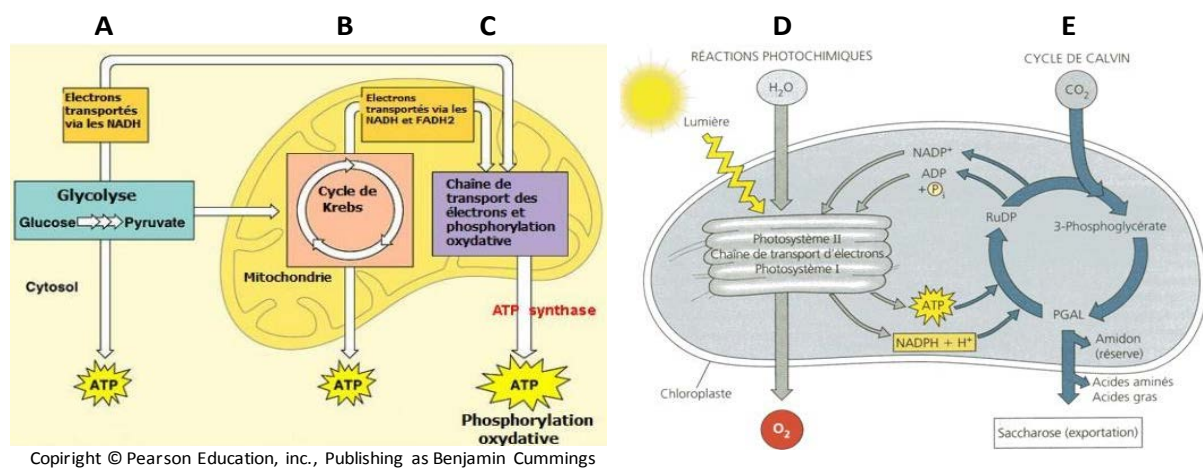 A
B
C
Electrons
transportés
via les NADH
Electrons
transportés via les
NADH et FADH2
Glycolyse
Glucose
Pyruvate
Cycle de
Krebs
Chaîne de
transport des
électrons et
phosphorylation
oxydative
Mitochondrie
Cytosol
ATP synthase
ATP
ATP
ATP
Phosphorylation
oxydative
Copiright © Pearson Education, inc., Publishing as Benjamin Cummings
D
E
RÉACTIONS PHOTOCHIMIQUES
CYCLE DE CALVIN
H₂O
CO₂
Lumière
NADP⁺
ADP
+ Pᵢ
RuDP
3-Phosphoglycérate
Photosystème II
Chaîne de transport d'électrons
Photosystème I
ATP
NADPH + H⁺
PGAL
Amidon
(réserve)
Chloroplaste
Acides aminés
Acides gras
O₂
Saccharose (exportation)